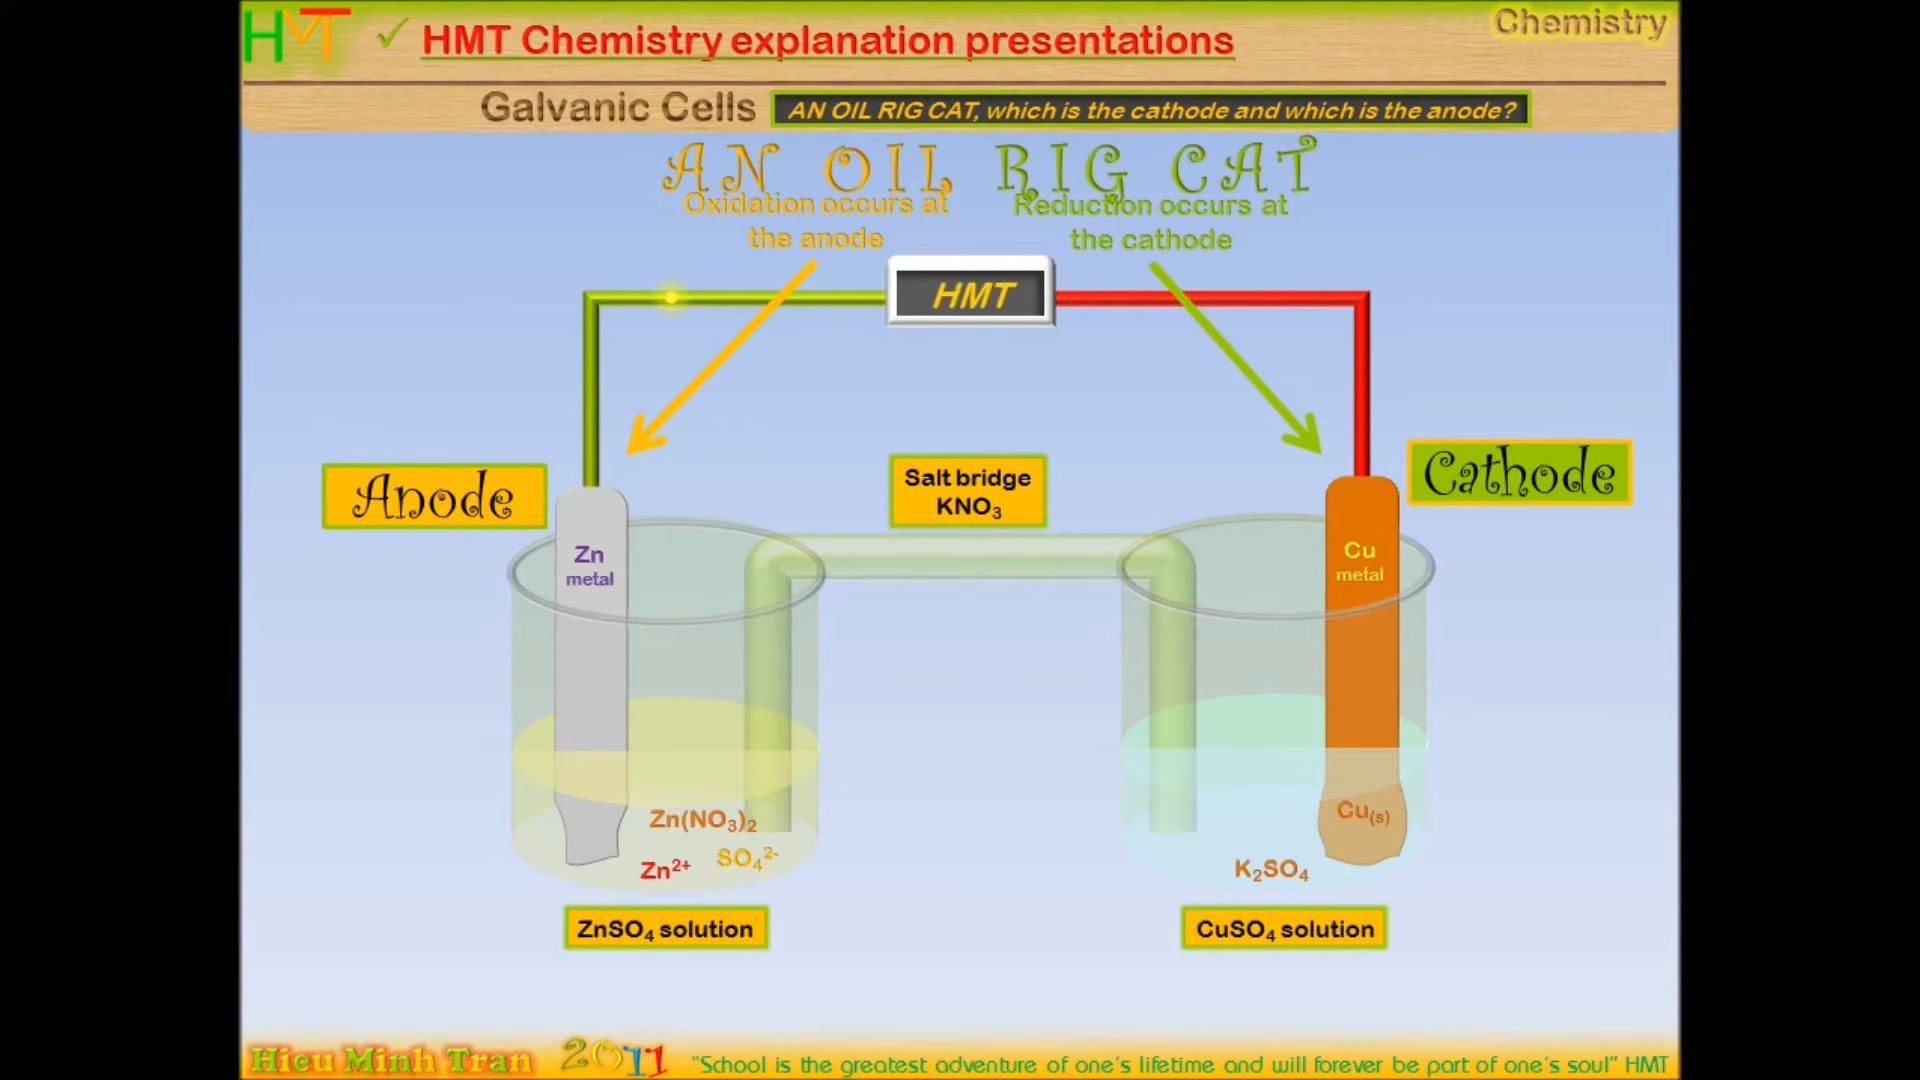 HMT
✓ HMT Chemistry explanation presentations
Chemistry
Galvanic Cells
AN OIL RIG CAT, which is the cathode and which is the anode?
AN OIL RIG CAT
Oxidation occurs at
the anode
Reduction occurs at
the cathode
HMT
Anode
Salt bridge
KNO₃
Cathode
Zn
metal
Cu
metal
Zn(NO₃)₂
Zn²⁺
SO₄²⁻
Cu(s)
K₂SO₄
ZnSO₄ solution
CuSO₄ solution
Hieu Minh Tran 2011
"School is the greatest adventure of one's lifetime and will forever be part of one's soul" HMT